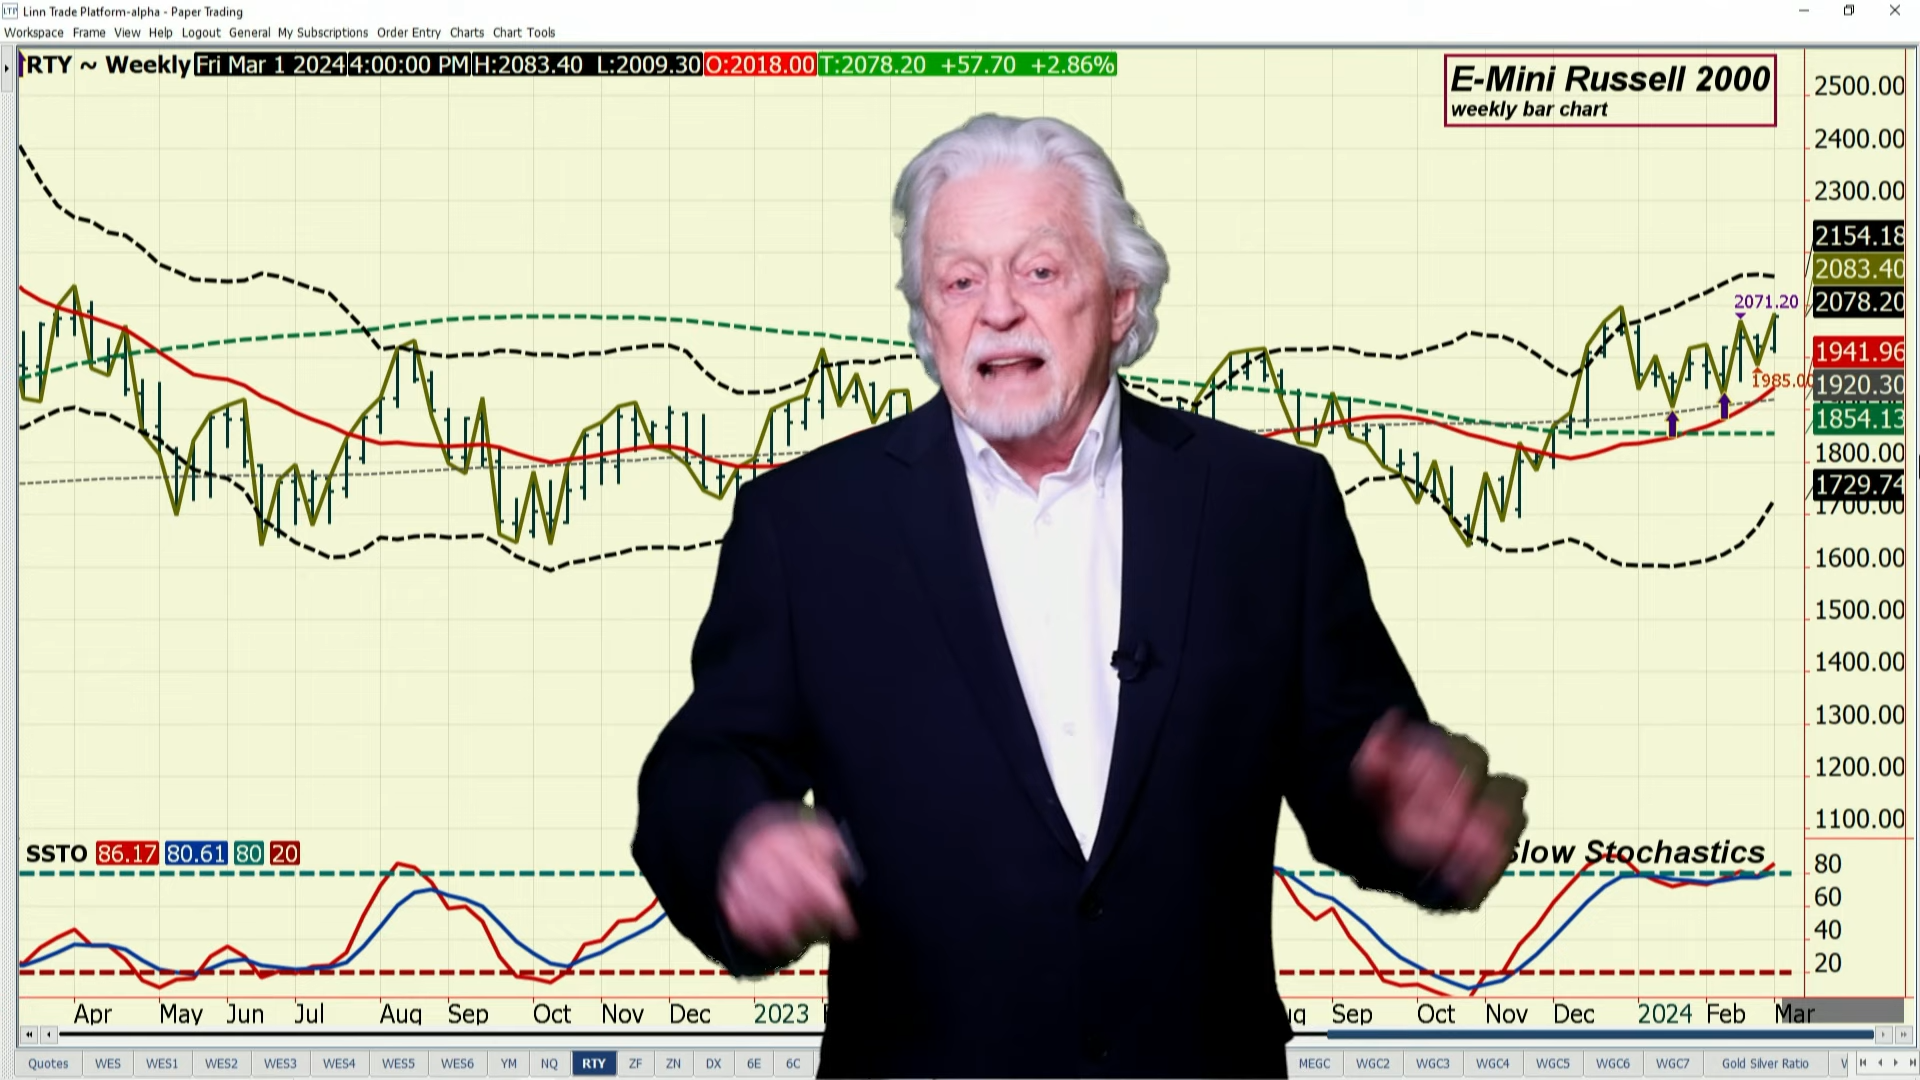 LTP Linn Trade Platform-alpha - Paper Trading
Workspace Frame View Help Logout General My Subscriptions Order Entry Charts Chart Tools
RTY ~ Weekly Fri Mar 1 2024 4:00:00 PM H:2083.40 L:2009.30 O:2018.00 T:2078.20 +57.70 +2.86%
E-Mini Russell 2000
weekly bar chart
2500.00
2400.00
2300.00
2154.18
2083.40
2071.20
2078.20
1941.96
1985.00
1920.30
1854.13
1800.00
1729.74
1700.00
1600.00
1500.00
1400.00
1300.00
1200.00
1100.00
SSTO 86.17 80.61 80 20
Slow Stochastics
80
60
40
20
Apr May Jun Jul Aug Sep Oct Nov Dec 2023 Sep Oct Nov Dec 2024 Feb Mar
Quotes WES WES1 WES2 WES3 WES4 WES5 WES6 YM NQ RTY ZF ZN DX 6E 6C MEGC WGC2 WGC3 WGC4 WGC5 WGC6 WGC7 Gold Silver Ratio